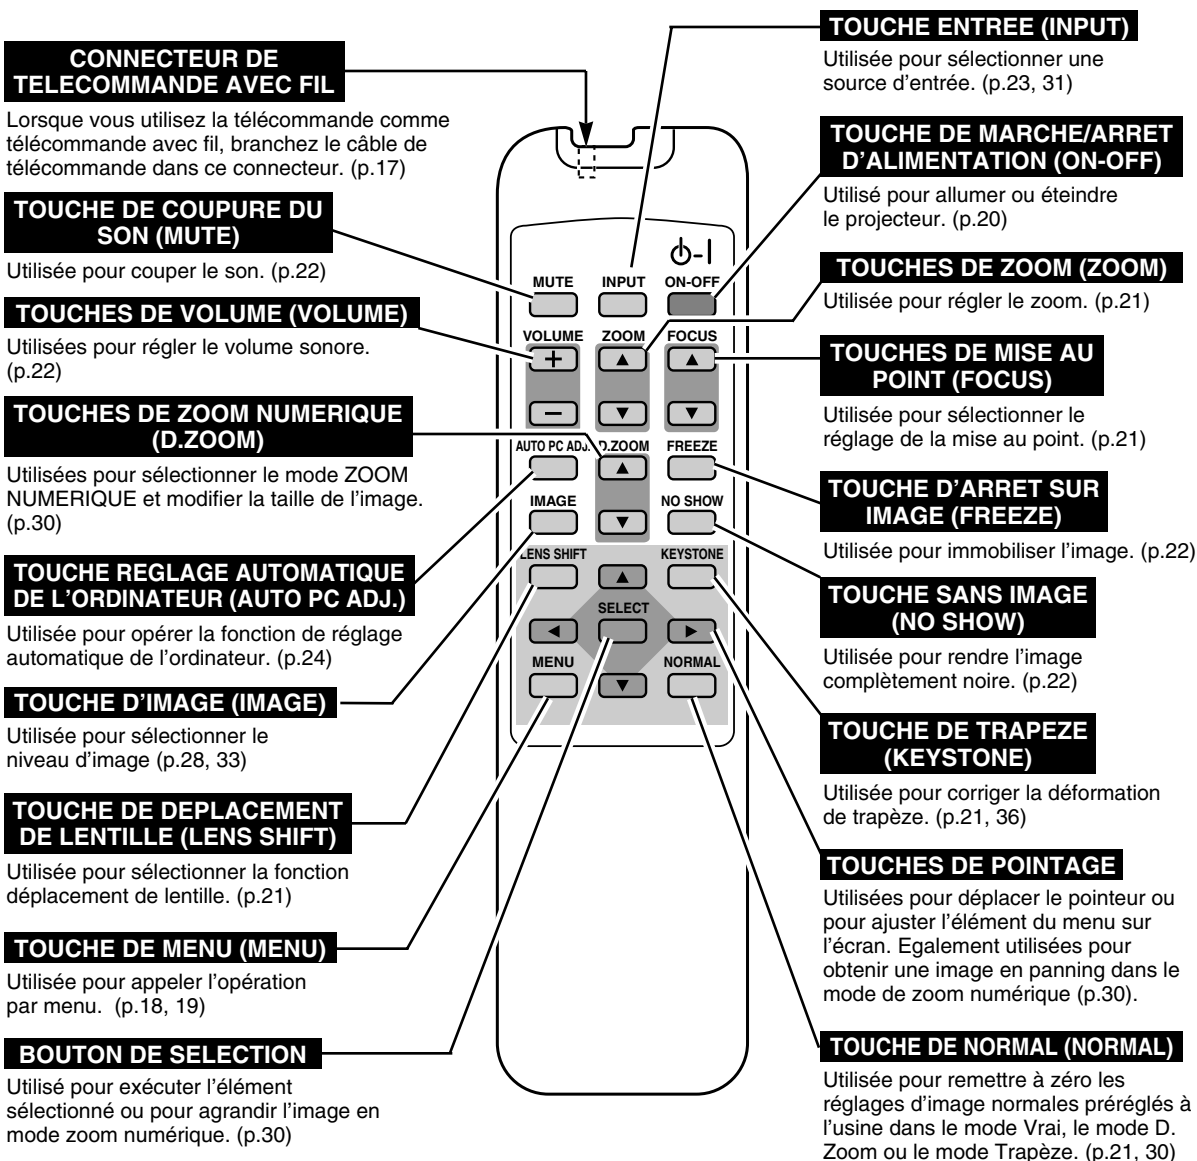 CONNECTEUR DE
TELECOMMANDE AVEC FIL
Lorsque vous utilisez la télécommande comme
télécommande avec fil, branchez le câble de
télécommande dans ce connecteur. (p.17)
TOUCHE DE COUPURE DU
SON (MUTE)
Utilisée pour couper le son. (p.22)
TOUCHES DE VOLUME (VOLUME)
Utilisées pour régler le volume sonore.
(p.22)
TOUCHES DE ZOOM NUMERIQUE
(D.ZOOM)
Utilisées pour sélectionner le mode ZOOM
NUMERIQUE et modifier la taille de l’image.
(p.30)
TOUCHE REGLAGE AUTOMATIQUE
DE L’ORDINATEUR (AUTO PC ADJ.)
Utilisée pour opérer la fonction de réglage
automatique de l’ordinateur. (p.24)
TOUCHE D’IMAGE (IMAGE)
Utilisée pour sélectionner le
niveau d’image (p.28, 33)
TOUCHE DE DEPLACEMENT
DE LENTILLE (LENS SHIFT)
Utilisée pour sélectionner la fonction
déplacement de lentille. (p.21)
TOUCHE DE MENU (MENU)
Utilisée pour appeler l’opération
par menu. (p.18, 19)
BOUTON DE SELECTION
Utilisé pour exécuter l’élément
sélectionné ou pour agrandir l’image en
mode zoom numérique. (p.30)
MUTE INPUT ON-OFF
VOLUME ZOOM FOCUS
AUTO PC ADJ. D.ZOOM FREEZE
IMAGE NO SHOW
LENS SHIFT KEYSTONE
SELECT
MENU NORMAL
TOUCHE ENTREE (INPUT)
Utilisée pour sélectionner une
source d’entrée. (p.23, 31)
TOUCHE DE MARCHE/ARRET
D’ALIMENTATION (ON-OFF)
Utilisé pour allumer ou éteindre
le projecteur. (p.20)
TOUCHES DE ZOOM (ZOOM)
Utilisée pour régler le zoom. (p.21)
TOUCHES DE MISE AU
POINT (FOCUS)
Utilisée pour sélectionner le
réglage de la mise au point. (p.21)
TOUCHE D’ARRET SUR
IMAGE (FREEZE)
Utilisée pour immobiliser l’image. (p.22)
TOUCHE SANS IMAGE
(NO SHOW)
Utilisée pour rendre l’image
complètement noire. (p.22)
TOUCHE DE TRAPEZE
(KEYSTONE)
Utilisée pour corriger la déformation
de trapèze. (p.21, 36)
TOUCHES DE POINTAGE
Utilisées pour déplacer le pointeur ou
pour ajuster l’élément du menu sur
l’écran. Egalement utilisées pour
obtenir une image en panning dans le
mode de zoom numérique (p.30).
TOUCHE DE NORMAL (NORMAL)
Utilisée pour remettre à zéro les
réglages d’image normales préréglés à
l’usine dans le mode Vrai, le mode D.
Zoom ou le mode Trapèze. (p.21, 30)